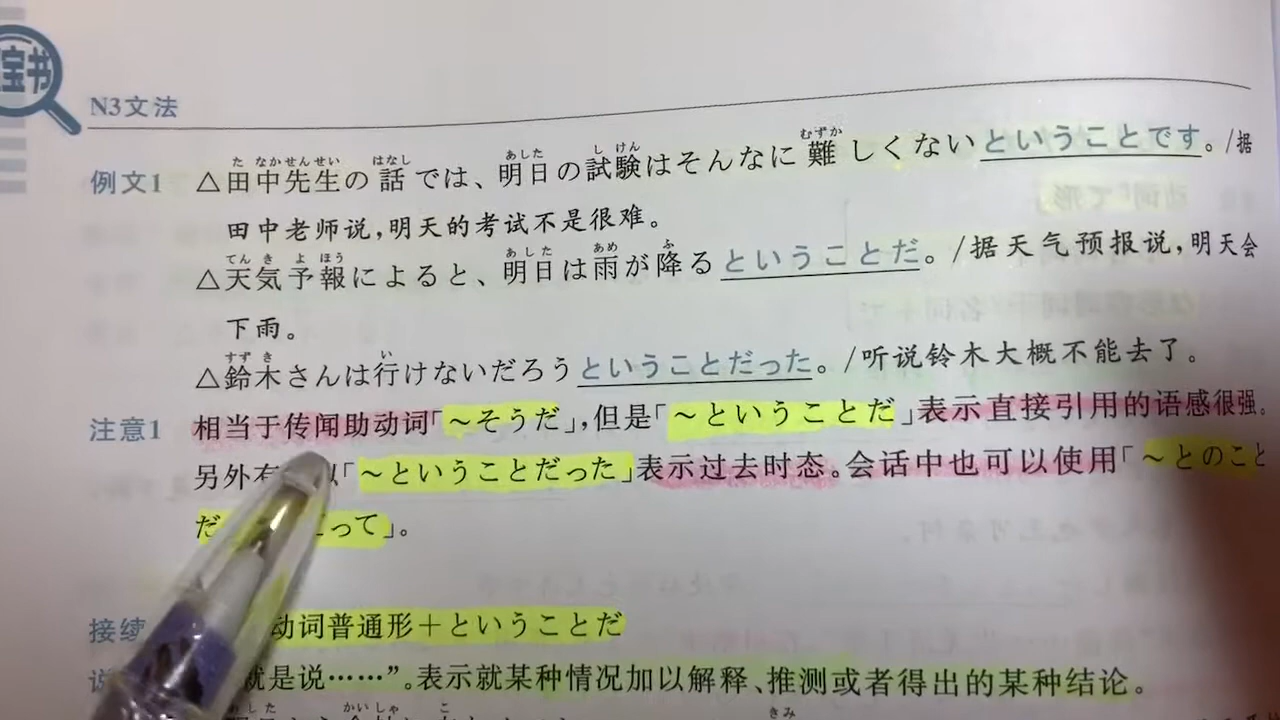 宝书
N3文法
例文1 △田中先生の話では、明日の試験はそんなに難しくないということです。/据
田中老师说,明天的考试不是很难。
△天気予報によると、明日は雨が降るということだ。/据天气预报说,明天会
下雨。
△鈴木さんは行けないだろうということだった。/听说铃木大概不能去了。
注意1 相当于传闻助动词「～そうだ」,但是「～ということだ」表示直接引用的语感很强。
另外「～ということだった」表示过去时态。会话中也可以使用「～とのこと
だ って」。
接续 动词普通形＋ということだ
就是说……”。表示就某种情况加以解释、推测或者得出的某种结论。